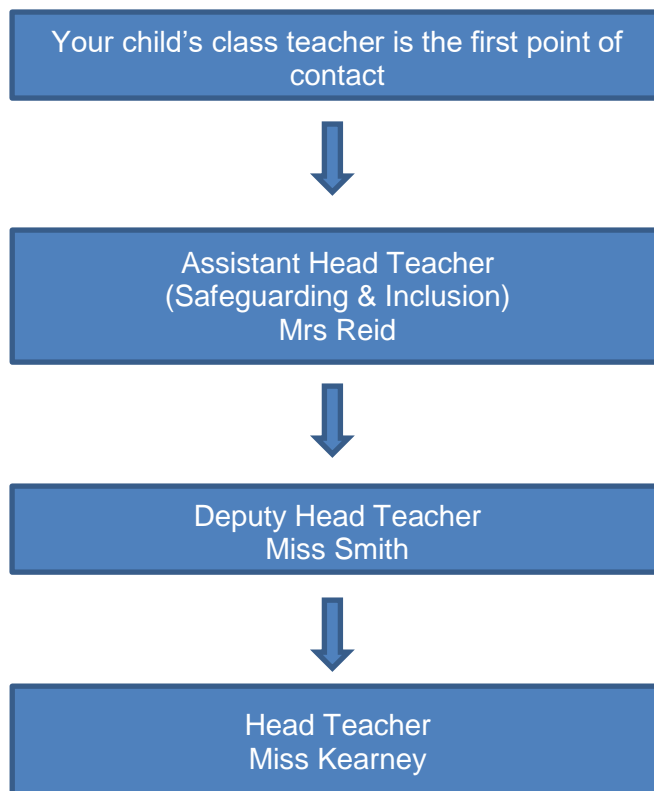 Your child’s class teacher is the first point of
contact
Assistant Head Teacher
(Safeguarding & Inclusion)
Mrs Reid
Deputy Head Teacher
Miss Smith
Head Teacher
Miss Kearney